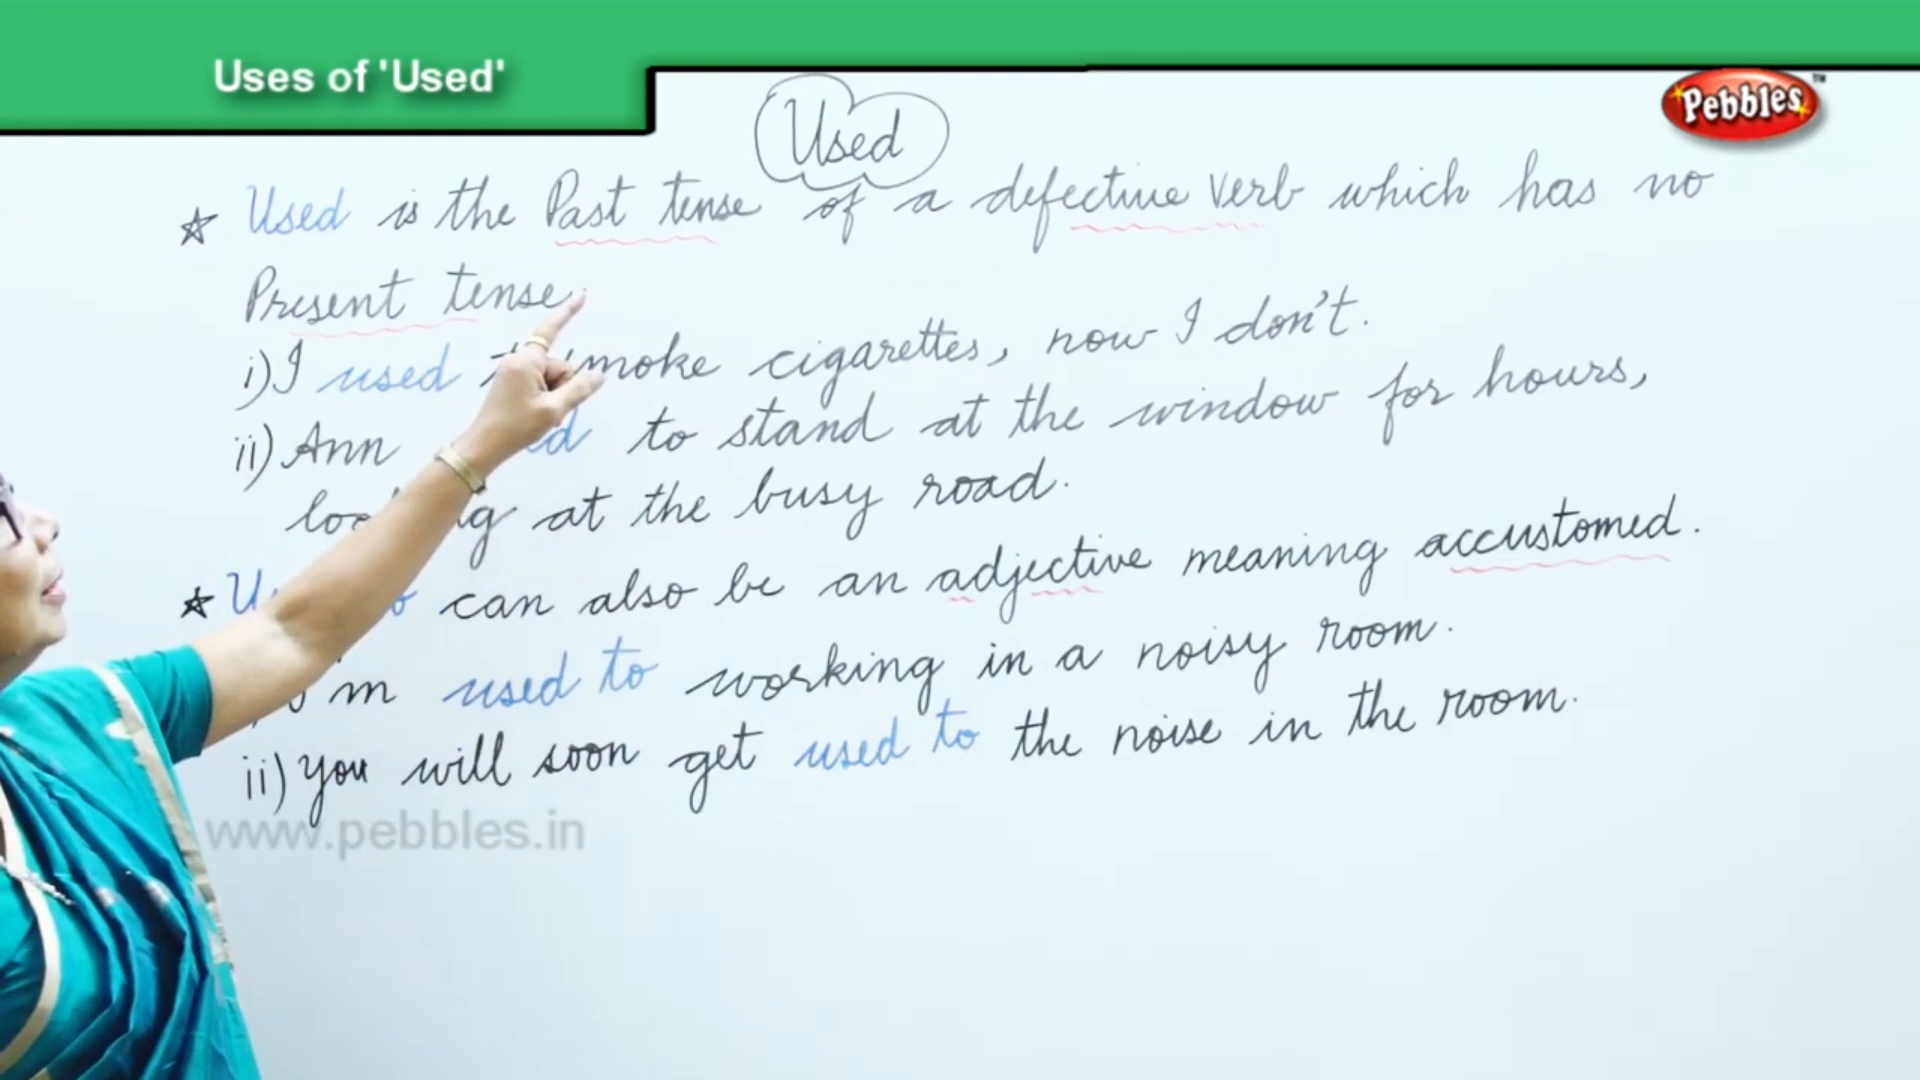 Uses of 'Used'
Pebbles™
Used
☆ Used is the Past tense of a defective verb which has no
Present tense.
i) I used smoke cigarettes, now I don't.
ii) Ann to stand at the window for hours,
at the busy road.
☆ can also be an adjective meaning accustomed.
used to working in a noisy room.
ii) You will soon get used to the noise in the room.
www.pebbles.in